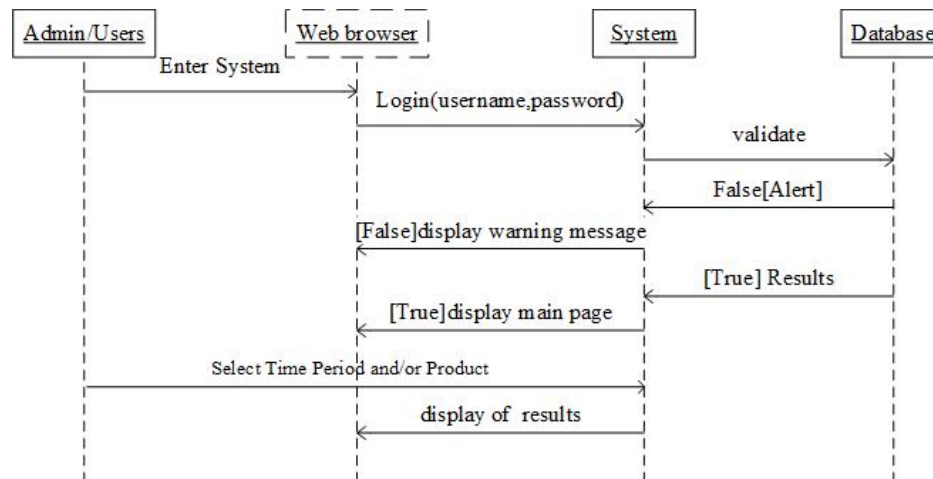 Admin/Users
Web browser
System
Database
Enter System
Login(username,password)
validate
False[Alert]
[False]display warning message
[True] Results
[True]display main page
Select Time Period and/or Product
display of results